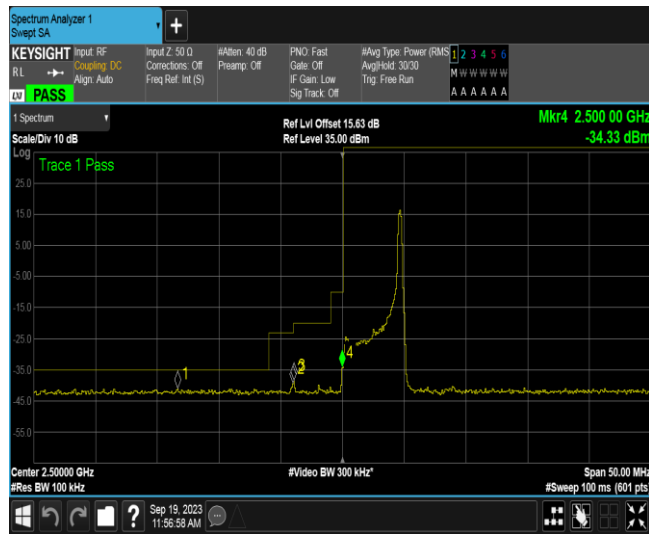 Spectrum Analyzer 1
Swept SA
+
KEYSIGHT
RL
LXI PASS
Input: RF
Coupling: DC
Align: Auto
Input Z: 50 Ω
Corrections: Off
Freq Ref: Int (S)
#Atten: 40 dB
Preamp: Off
PNO: Fast
Gate: Off
IF Gain: Low
Sig Track: Off
#Avg Type: Power (RMS
Avg|Hold: 30/30
Trig: Free Run
1 2 3 4 5 6
M W W W W W
A A A A A A
1 Spectrum
Scale/Div 10 dB
Ref Lvl Offset 15.63 dB
Ref Level 35.00 dBm
Mkr4 2.500 00 GHz
-34.33 dBm
Log
Trace 1 Pass
25.0
15.0
5.00
-5.00
-15.0
-25.0
-35.0
-45.0
-55.0
1
4
Center 2.50000 GHz
#Res BW 100 kHz
#Video BW 300 kHz*
Span 50.00 MHz
#Sweep 100 ms (601 pts
?
Sep 19, 2023
11:56:58 AM